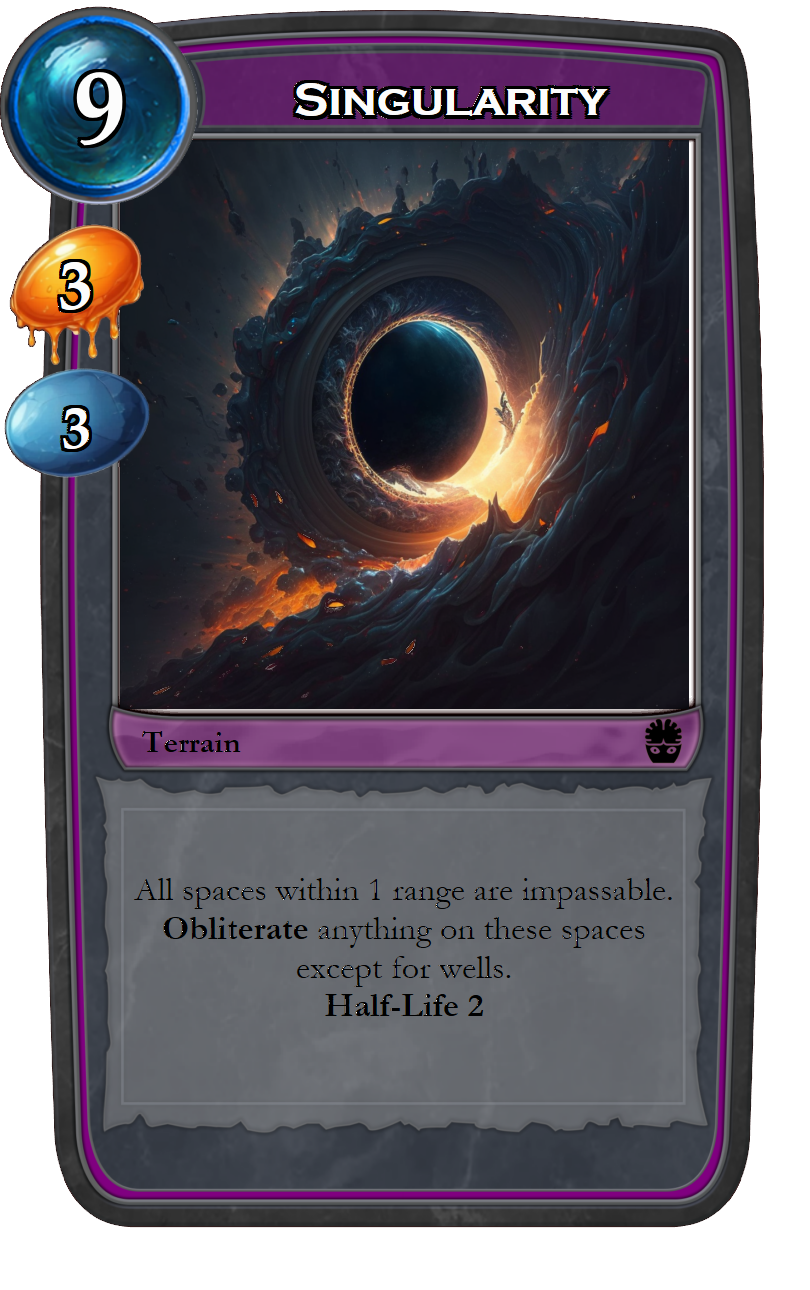 9
Singularity
3
3
Terrain
All spaces within 1 range are impassable.
Obliterate anything on these spaces
except for wells.
Half-Life 2